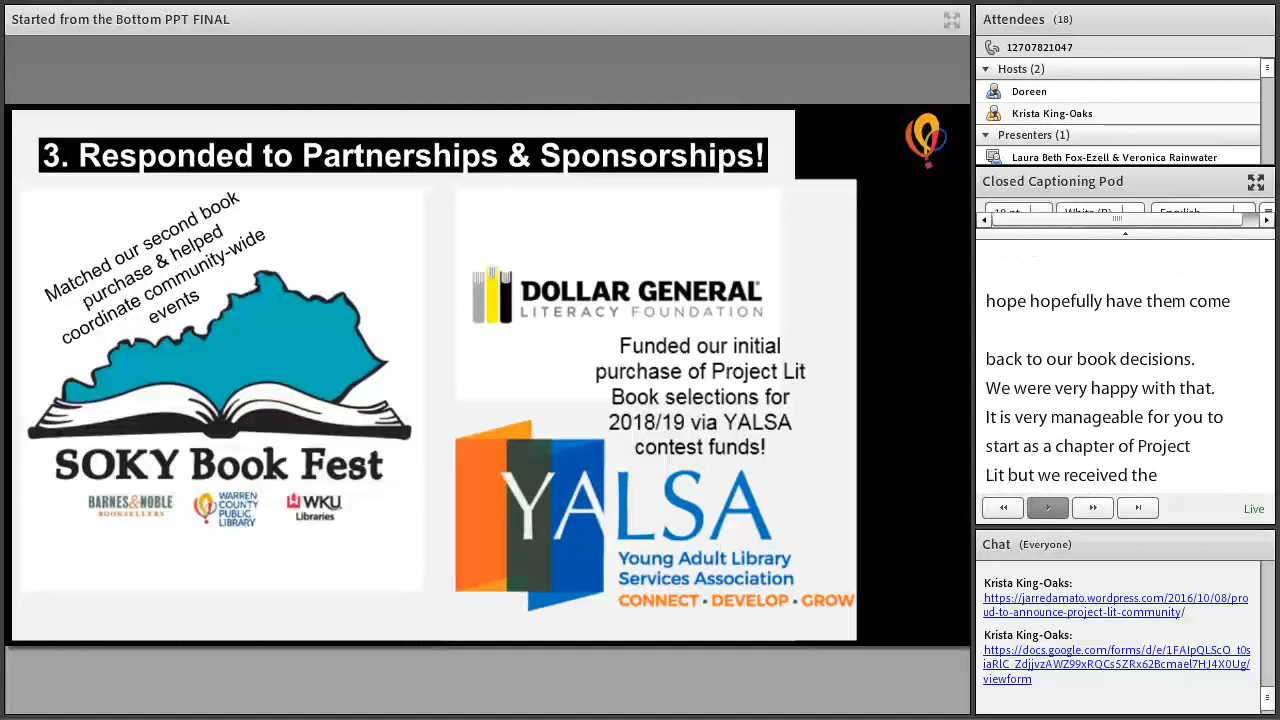 Started from the Bottom PPT FINAL
3. Responded to Partnerships & Sponsorships!
Matched our second book
purchase & helped
coordinate community-wide
events
SOKY Book Fest
BARNES & NOBLE
BOOKSELLERS
WARREN
COUNTY
PUBLIC
LIBRARY
WKU
Libraries
DOLLAR GENERAL
LITERACY FOUNDATION
Funded our initial
purchase of Project Lit
Book selections for
2018/19 via YALSA
contest funds!
YALSA
Young Adult Library
Services Association
CONNECT • DEVELOP • GROW
Attendees (18)
12707821047
Hosts (2)
Doreen
Krista King-Oaks
Presenters (1)
Laura Beth Fox-Ezell & Veronica Rainwater
Closed Captioning Pod
18 pt
White (B)
English
hope hopefully have them come
back to our book decisions.
We were very happy with that.
It is very manageable for you to
start as a chapter of Project
Lit but we received the
Live
Chat (Everyone)
Krista King-Oaks:
https://jarredamato.wordpress.com/2016/10/08/pro
ud-to-announce-project-lit-community/
Krista King-Oaks:
https://docs.google.com/forms/d/e/1FAIpQLScO_t0s
iaRlC_ZdjjvzAWZ99xRQCs5ZRx62Bcmael7HJ4X0Ug/
viewform